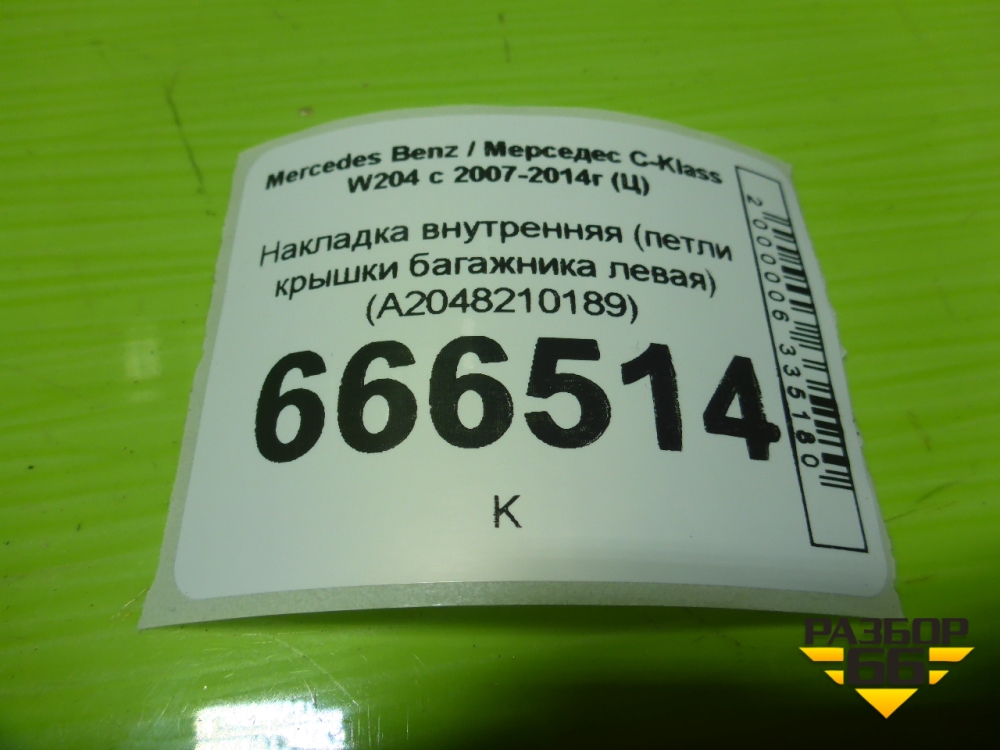 Mercedes Benz / Мерседес C-Klass
W204 с 2007-2014г (Ц)
Накладка внутренняя (петли
крышки багажника левая)
(A2048210189)
666514
K
2000006335180
РАЗБОР
66